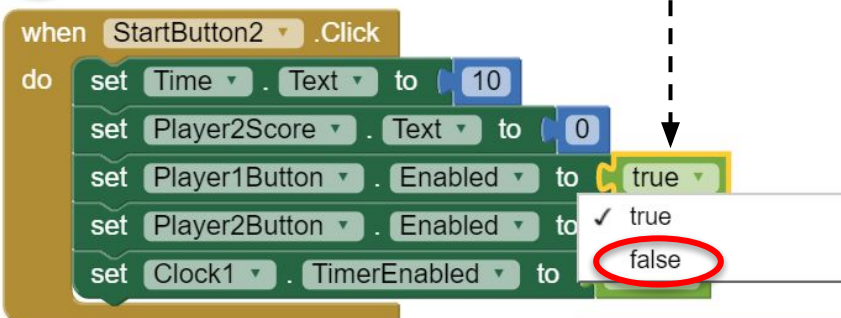 when StartButton2 .Click
do set Time . Text to 10
set Player2Score . Text to 0
set Player1Button . Enabled to true
✓ true
set Player2Button . Enabled to
false
set Clock1 . TimerEnabled to